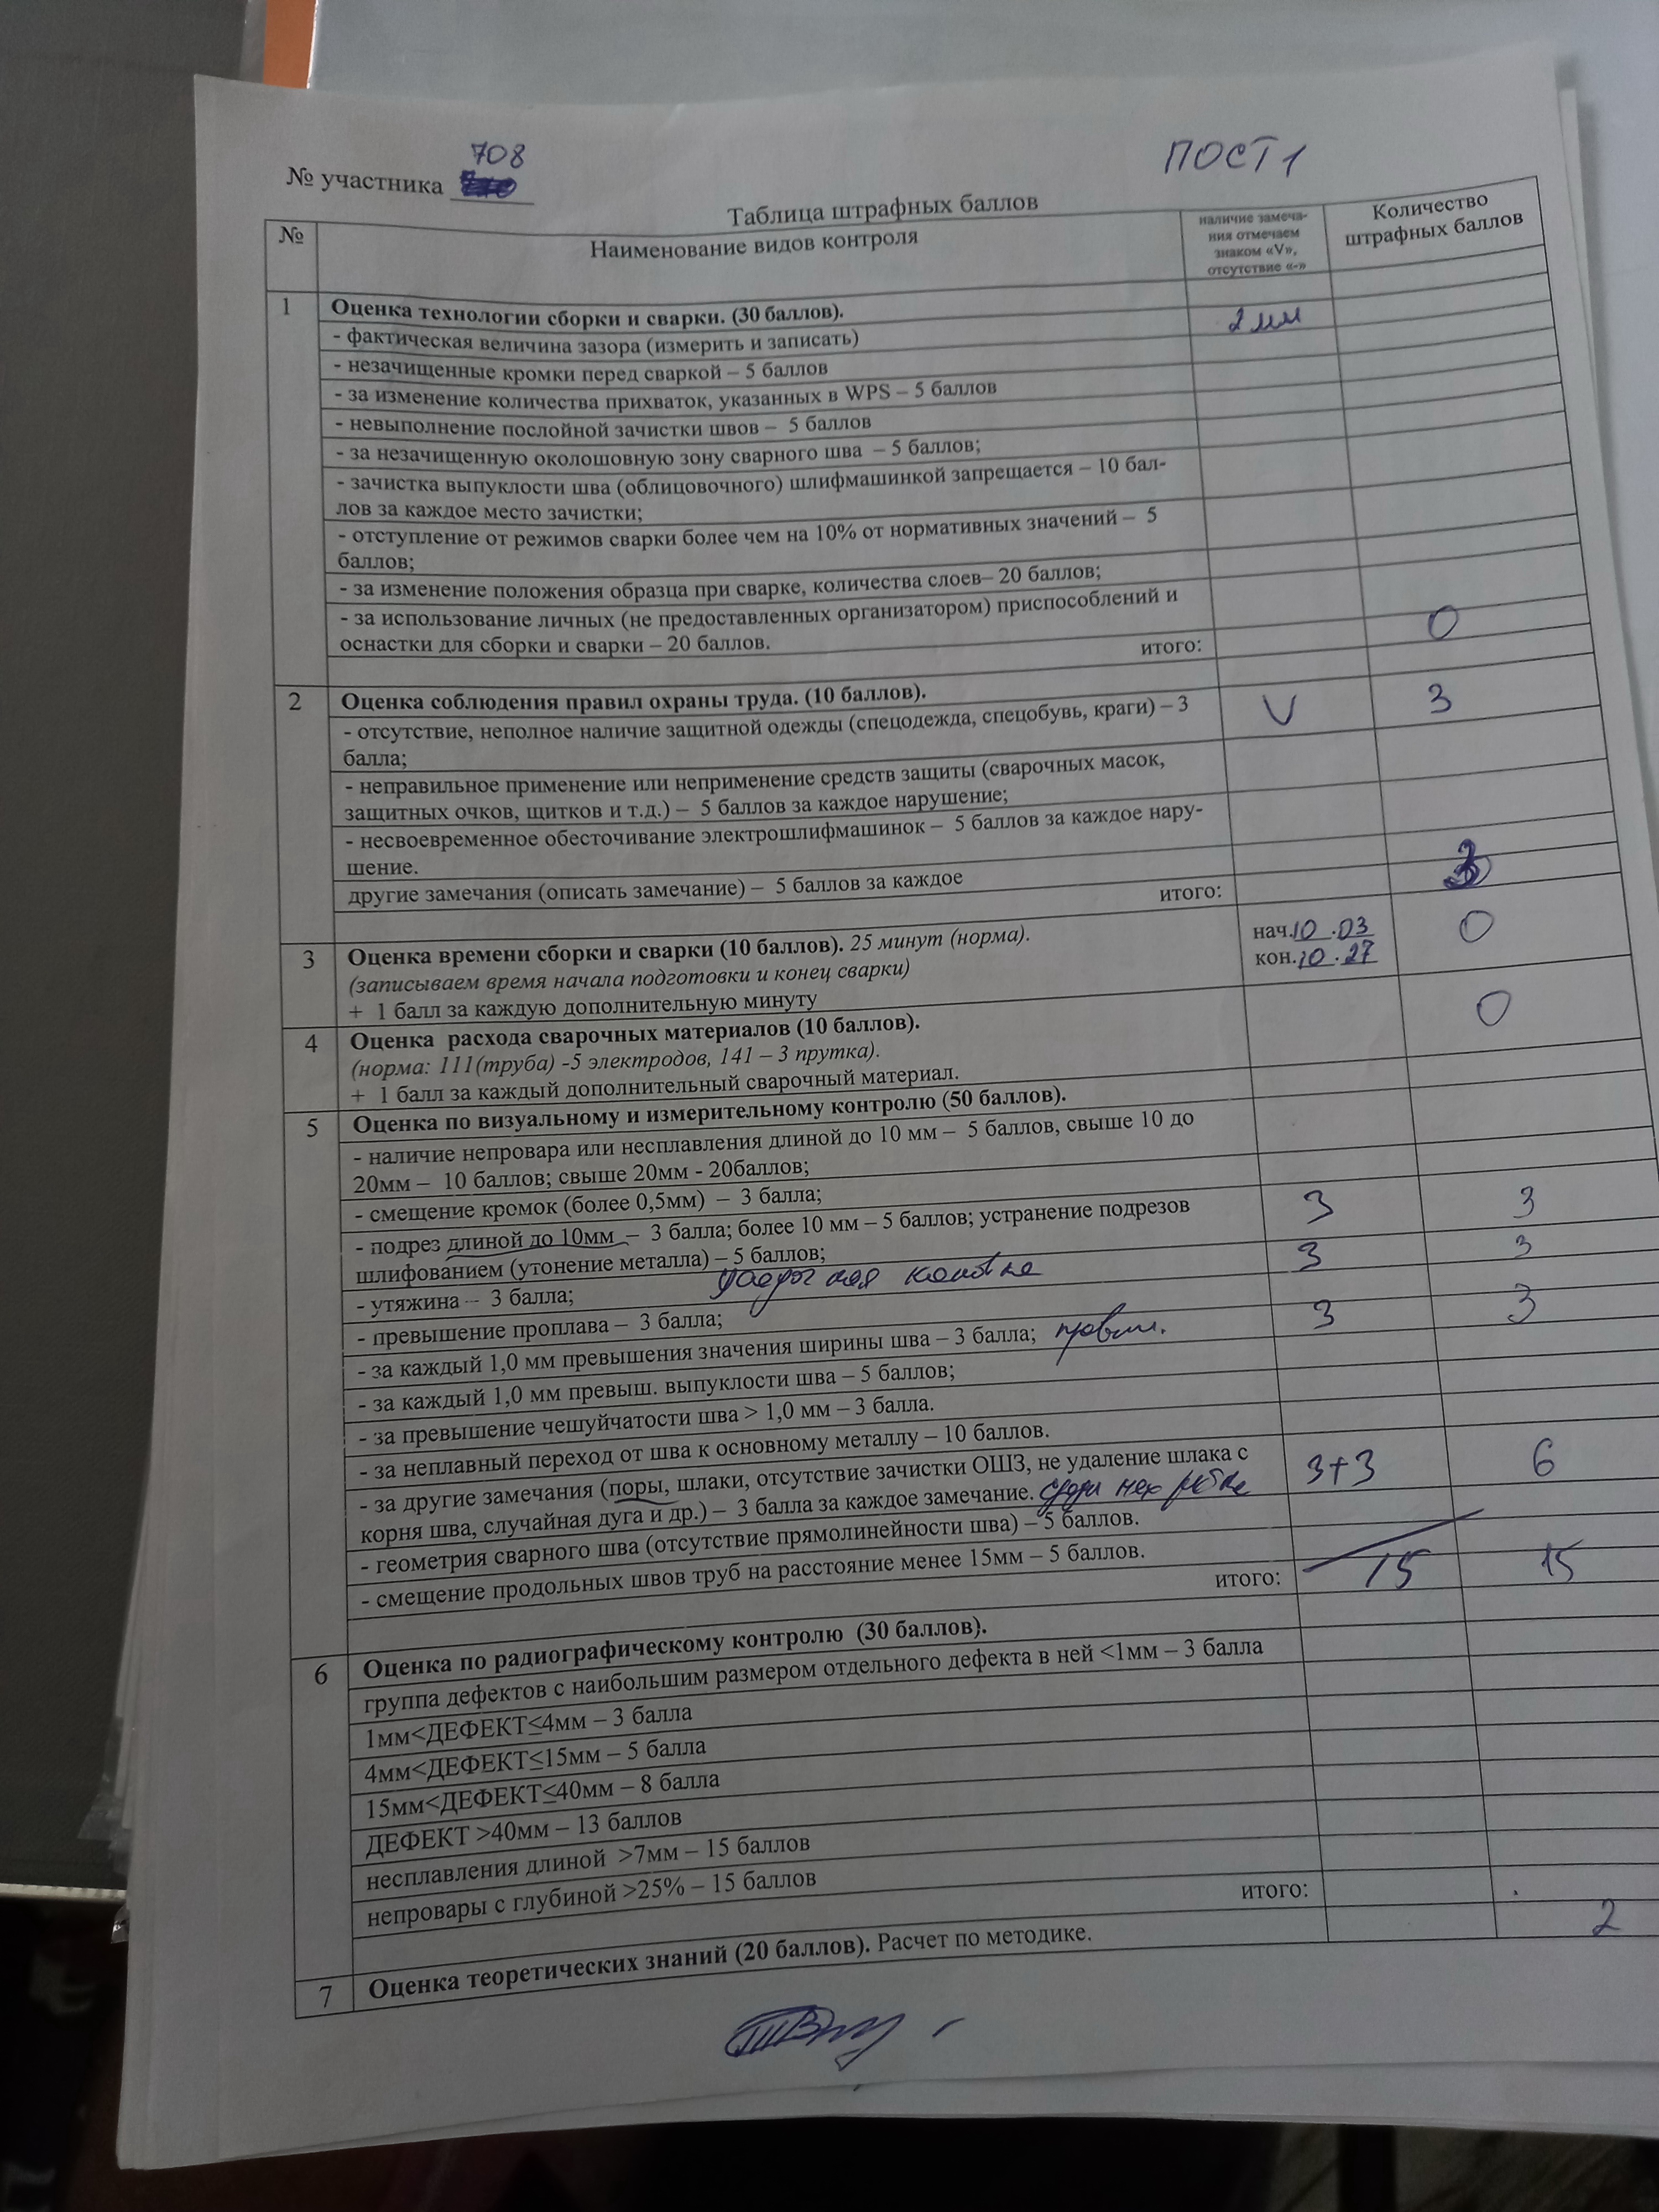 708
ПОСТ 1
№ участника
Таблица штрафных баллов
№
Наименование видов контроля
наличие замеча-
ния отмечаем
знаком «V»,
отсутствие «-»
Количество
штрафных баллов
1
Оценка технологии сборки и сварки. (30 баллов).
- фактическая величина зазора (измерить и записать)
2 мм
- незачищенные кромки перед сваркой – 5 баллов
- за изменение количества прихваток, указанных в WPS – 5 баллов
- невыполнение послойной зачистки швов – 5 баллов
- за незачищенную околошовную зону сварного шва – 5 баллов;
- зачистка выпуклости шва (облицовочного) шлифмашинкой запрещается – 10 бал-
лов за каждое место зачистки;
- отступление от режимов сварки более чем на 10% от нормативных значений – 5
баллов;
- за изменение положения образца при сварке, количества слоев– 20 баллов;
- за использование личных (не предоставленных организатором) приспособлений и
оснастки для сборки и сварки – 20 баллов.
итого:
0
2
Оценка соблюдения правил охраны труда. (10 баллов).
- отсутствие, неполное наличие защитной одежды (спецодежда, спецобувь, краги) – 3
балла;
V
3
- неправильное применение или неприменение средств защиты (сварочных масок,
защитных очков, щитков и т.д.) – 5 баллов за каждое нарушение;
- несвоевременное обесточивание электрошлифмашинок – 5 баллов за каждое нару-
шение.
другие замечания (описать замечание) – 5 баллов за каждое
итого:
3
Оценка времени сборки и сварки (10 баллов). 25 минут (норма).
(записываем время начала подготовки и конец сварки)
+ 1 балл за каждую дополнительную минуту
нач.10.03
кон.10.27
0
4
Оценка расхода сварочных материалов (10 баллов).
(норма: 111(труба) -5 электродов, 141 – 3 прутка).
+ 1 балл за каждый дополнительный сварочный материал.
0
5
Оценка по визуальному и измерительному контролю (50 баллов).
- наличие непровара или несплавления длиной до 10 мм – 5 баллов, свыше 10 до
20мм – 10 баллов; свыше 20мм - 20баллов;
- смещение кромок (более 0,5мм) – 3 балла;
- подрез длиной до 10мм – 3 балла; более 10 мм – 5 баллов; устранение подрезов
шлифованием (утонение металла) – 5 баллов;
3
3
- утяжина – 3 балла;
3
3
- превышение проплава – 3 балла;
- за каждый 1,0 мм превышения значения ширины шва – 3 балла;
3
3
- за каждый 1,0 мм превыш. выпуклости шва – 5 баллов;
- за превышение чешуйчатости шва > 1,0 мм – 3 балла.
- за неплавный переход от шва к основному металлу – 10 баллов.
- за другие замечания (поры, шлаки, отсутствие зачистки ОШЗ, не удаление шлака с
корня шва, случайная дуга и др.) – 3 балла за каждое замечание.
3+3
6
- геометрия сварного шва (отсутствие прямолинейности шва) – 5 баллов.
- смещение продольных швов труб на расстояние менее 15мм – 5 баллов.
итого:
15
15
6
Оценка по радиографическому контролю (30 баллов).
группа дефектов с наибольшим размером отдельного дефекта в ней <1мм – 3 балла
1мм<ДЕФЕКТ≤4мм – 3 балла
4мм<ДЕФЕКТ≤15мм – 5 балла
15мм<ДЕФЕКТ≤40мм – 8 балла
ДЕФЕКТ >40мм – 13 баллов
несплавления длиной >7мм – 15 баллов
непровары с глубиной >25% – 15 баллов
итого:
7
Оценка теоретических знаний (20 баллов). Расчет по методике.
2